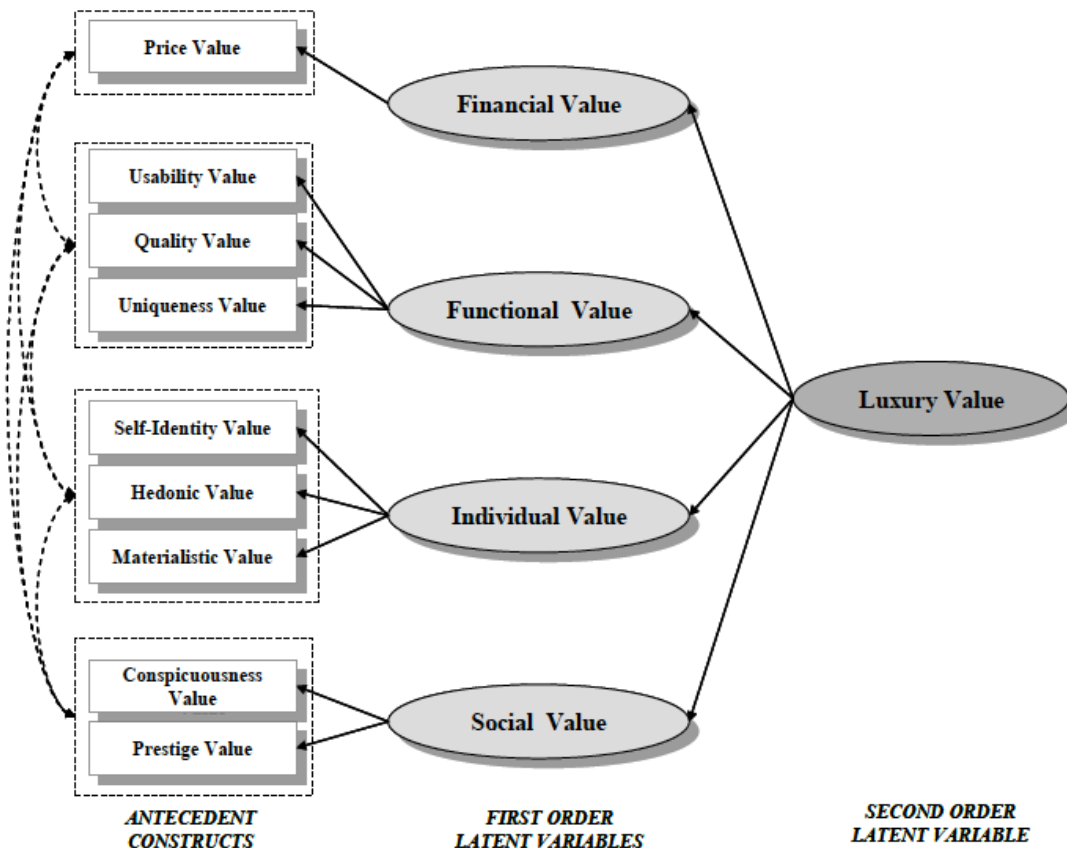 Price Value
Financial Value
Usability Value
Quality Value
Uniqueness Value
Functional Value
Luxury Value
Self-Identity Value
Hedonic Value
Materialistic Value
Individual Value
Conspicuousness
Value
Prestige Value
Social Value
ANTECEDENT
CONSTRUCTS
FIRST ORDER
LATENT VARIABLES
SECOND ORDER
LATENT VARIABLE